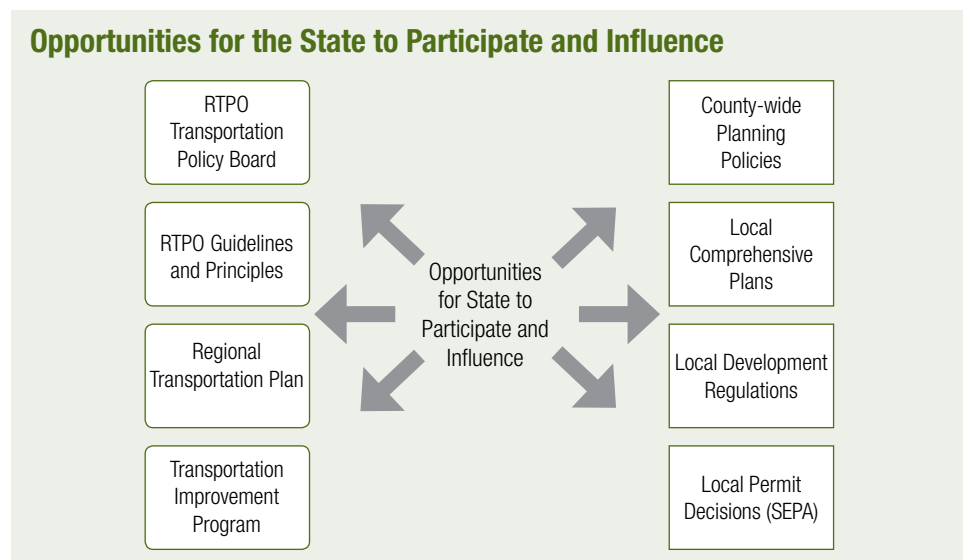 Opportunities for the State to Participate and Influence
RTPO
Transportation
Policy Board
RTPO Guidelines
and Principles
Regional
Transportation Plan
Transportation
Improvement
Program
Opportunities
for State to
Participate and
Influence
County-wide
Planning
Policies
Local
Comprehensive
Plans
Local Development
Regulations
Local Permit
Decisions (SEPA)